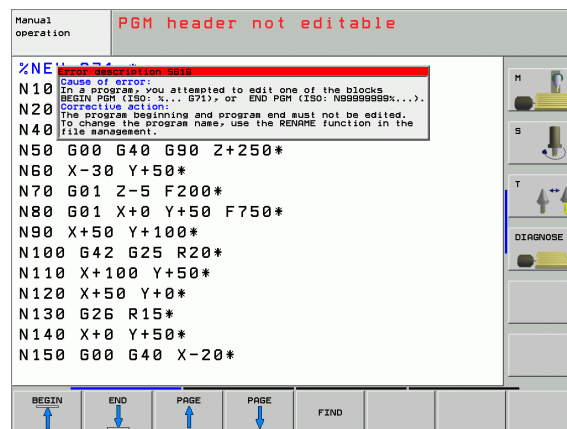 Manual
operation
PGM header not editable
%NE
Error description 5619
Cause of error:
N10
In a program, you attempted to edit one of the blocks
BEGIN PGM (ISO: %... G71), or END PGM (ISO: N99999999%...).
N20
Corrective action:
The program beginning and program end must not be edited.
N40
To change the program name, use the RENAME function in the
file management.
N50 G00 G40 G90 Z+250*
N60 X-30 Y+50*
N70 G01 Z-5 F200*
N80 G01 X+0 Y+50 F750*
N90 X+50 Y+100*
N100 G42 G25 R20*
N110 X+100 Y+50*
N120 X+50 Y+0*
N130 G26 R15*
N140 X+0 Y+50*
N150 G00 G40 X-20*
M
S
T
DIAGNOSE
BEGIN
END
PAGE
PAGE
FIND